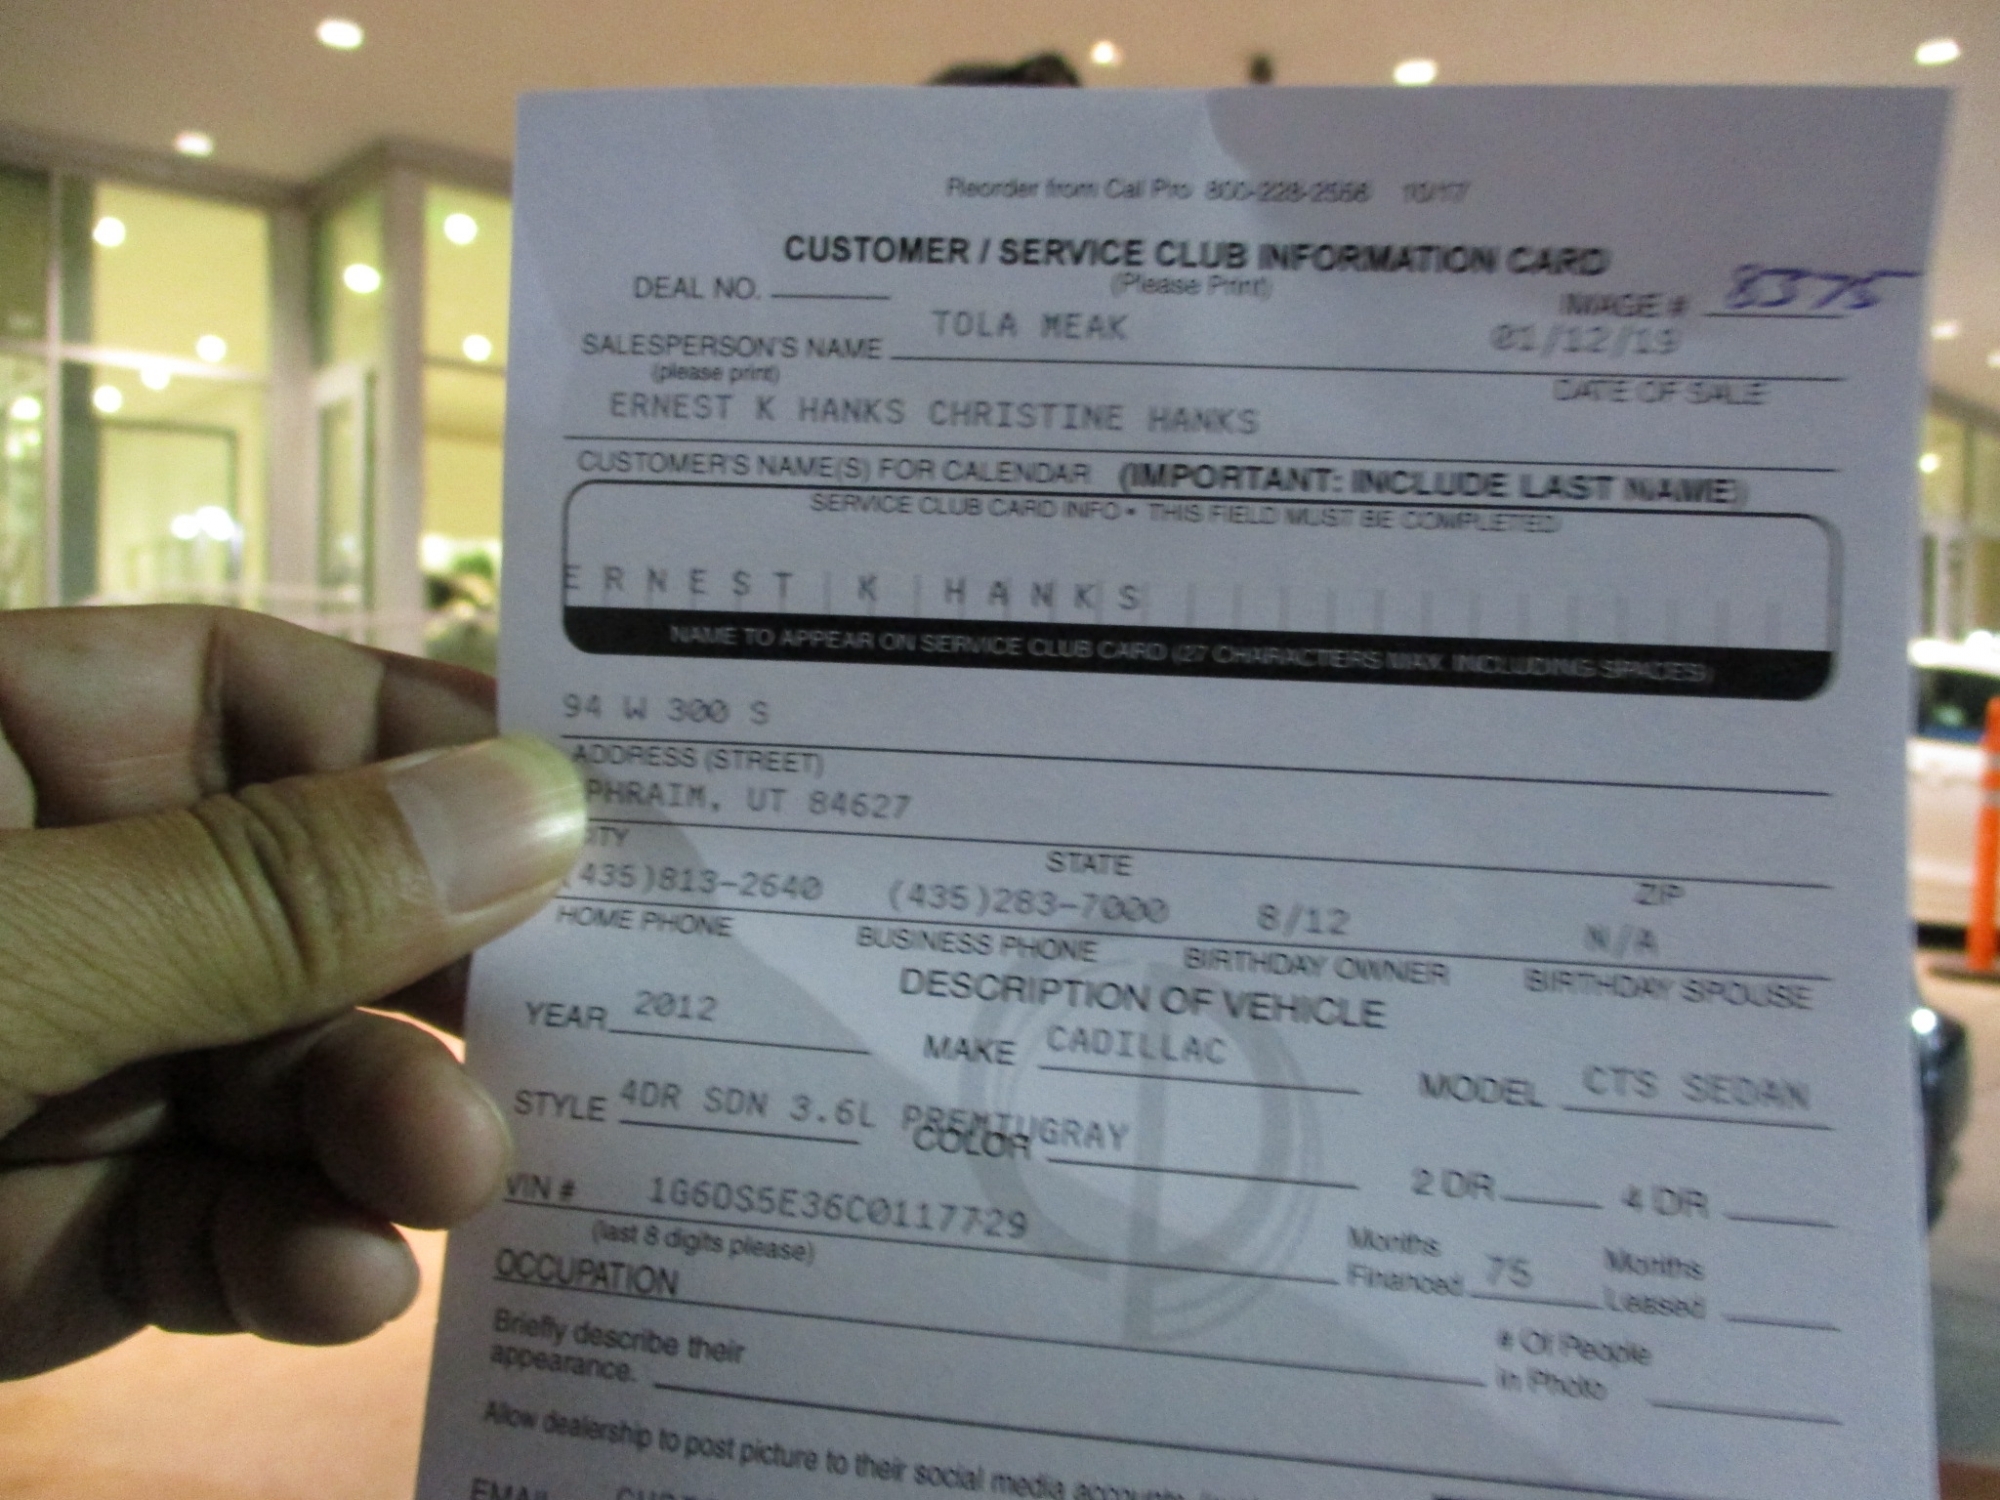 Reorder from Cal Pro 800-228-2556 10/17
CUSTOMER / SERVICE CLUB INFORMATION CARD
(Please Print)
DEAL NO.
IMAGE # 8375
SALESPERSON'S NAME TOLA MEAK 01/12/19
(please print) DATE OF SALE
ERNEST K HANKS CHRISTINE HANKS
CUSTOMER'S NAME(S) FOR CALENDAR (IMPORTANT: INCLUDE LAST NAME)
SERVICE CLUB CARD INFO • THIS FIELD MUST BE COMPLETED
ERNEST K HANKS
NAME TO APPEAR ON SERVICE CLUB CARD (27 CHARACTERS MAX. INCLUDING SPACES)
94 W 300 S
ADDRESS (STREET)
PHRAIM, UT 84627
CITY STATE ZIP
(435)813-2640 (435)283-7000 8/12 N/A
HOME PHONE BUSINESS PHONE BIRTHDAY OWNER BIRTHDAY SPOUSE
DESCRIPTION OF VEHICLE
YEAR 2012 MAKE CADILLAC MODEL CTS SEDAN
STYLE 4DR SDN 3.6L PREMIU COLOR GRAY 2 DR 4 DR
VIN # 1G6DS5E36C0117729
(last 8 digits please)
Months Financed 75 Months Leased
OCCUPATION
Briefly describe their appearance.
# Of People in Photo
Allow dealership to post picture to their social media
EMAIL